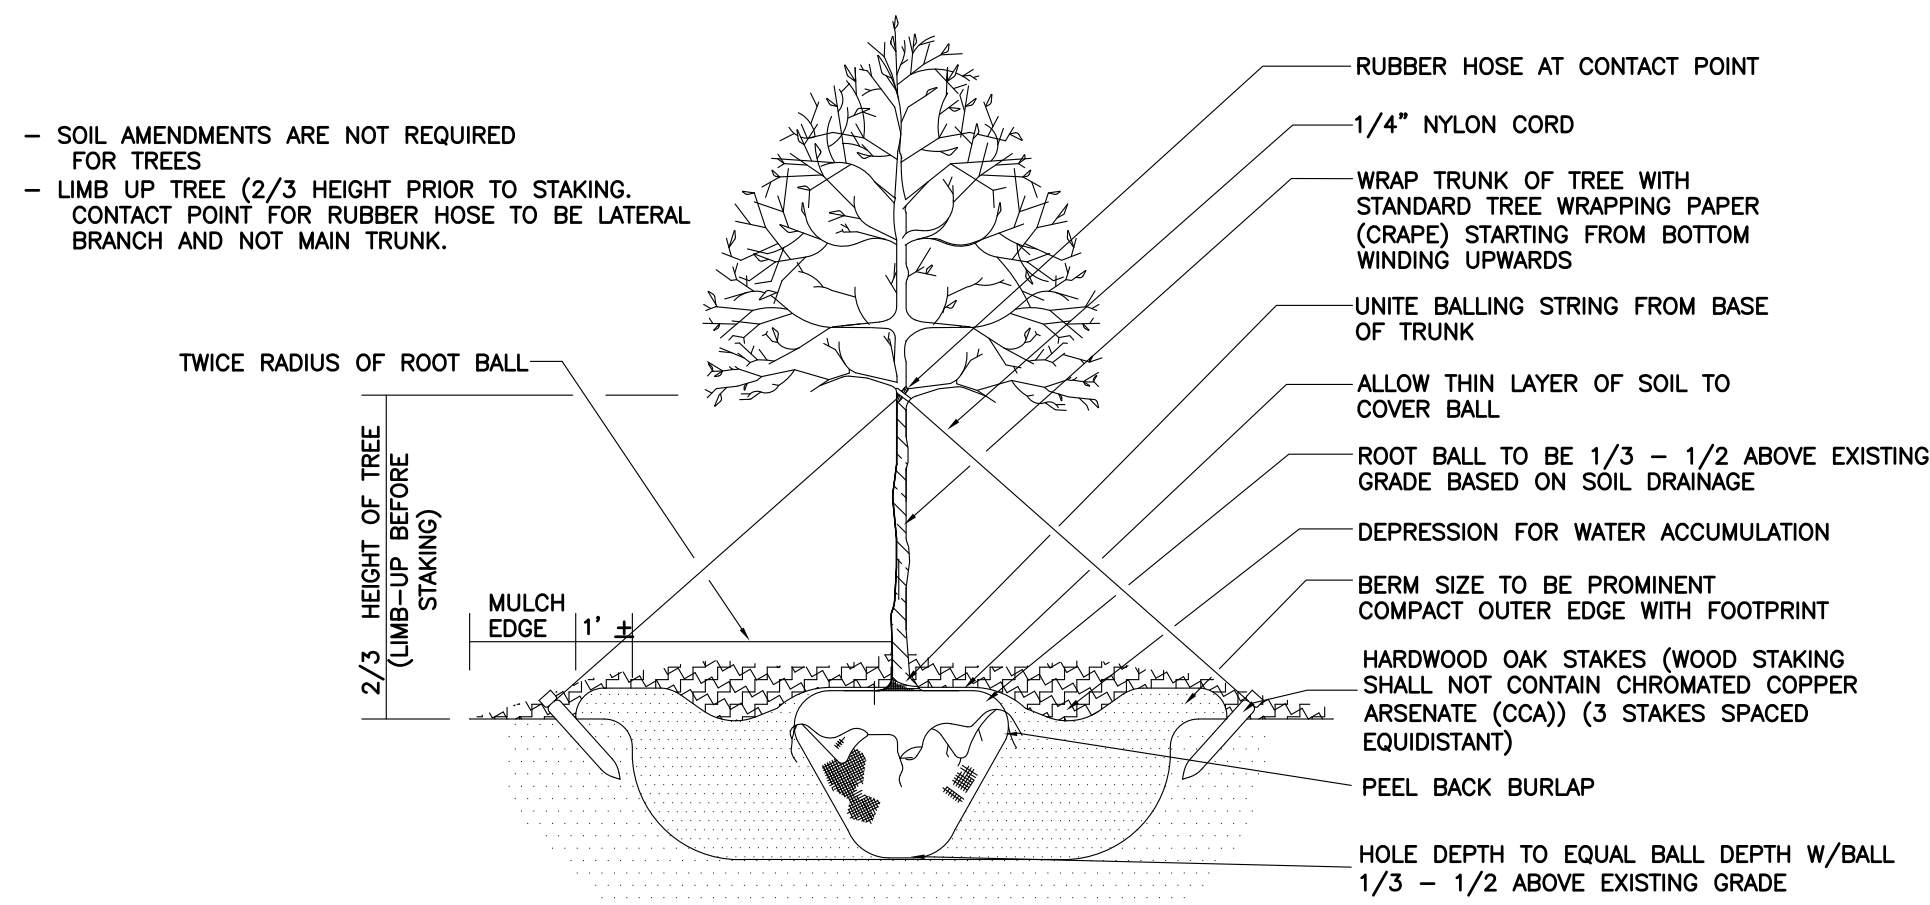 – SOIL AMENDMENTS ARE NOT REQUIRED
FOR TREES
– LIMB UP TREE (2/3 HEIGHT PRIOR TO STAKING.
CONTACT POINT FOR RUBBER HOSE TO BE LATERAL
BRANCH AND NOT MAIN TRUNK.
TWICE RADIUS OF ROOT BALL
2/3 HEIGHT OF TREE
(LIMB-UP BEFORE
STAKING)
MULCH
EDGE
1' ±
RUBBER HOSE AT CONTACT POINT
1/4" NYLON CORD
WRAP TRUNK OF TREE WITH
STANDARD TREE WRAPPING PAPER
(CRAPE) STARTING FROM BOTTOM
WINDING UPWARDS
UNITE BALLING STRING FROM BASE
OF TRUNK
ALLOW THIN LAYER OF SOIL TO
COVER BALL
ROOT BALL TO BE 1/3 – 1/2 ABOVE EXISTING
GRADE BASED ON SOIL DRAINAGE
DEPRESSION FOR WATER ACCUMULATION
BERM SIZE TO BE PROMINENT
COMPACT OUTER EDGE WITH FOOTPRINT
HARDWOOD OAK STAKES (WOOD STAKING
SHALL NOT CONTAIN CHROMATED COPPER
ARSENATE (CCA)) (3 STAKES SPACED
EQUIDISTANT)
PEEL BACK BURLAP
HOLE DEPTH TO EQUAL BALL DEPTH W/BALL
1/3 – 1/2 ABOVE EXISTING GRADE